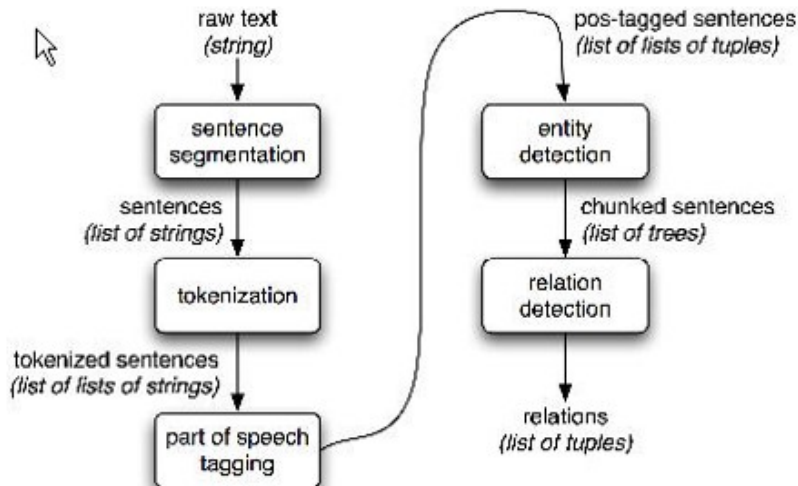 raw text
(string)
sentence
segmentation
sentences
(list of strings)
tokenization
tokenized sentences
(list of lists of strings)
part of speech
tagging
pos-tagged sentences
(list of lists of tuples)
entity
detection
chunked sentences
(list of trees)
relation
detection
relations
(list of tuples)